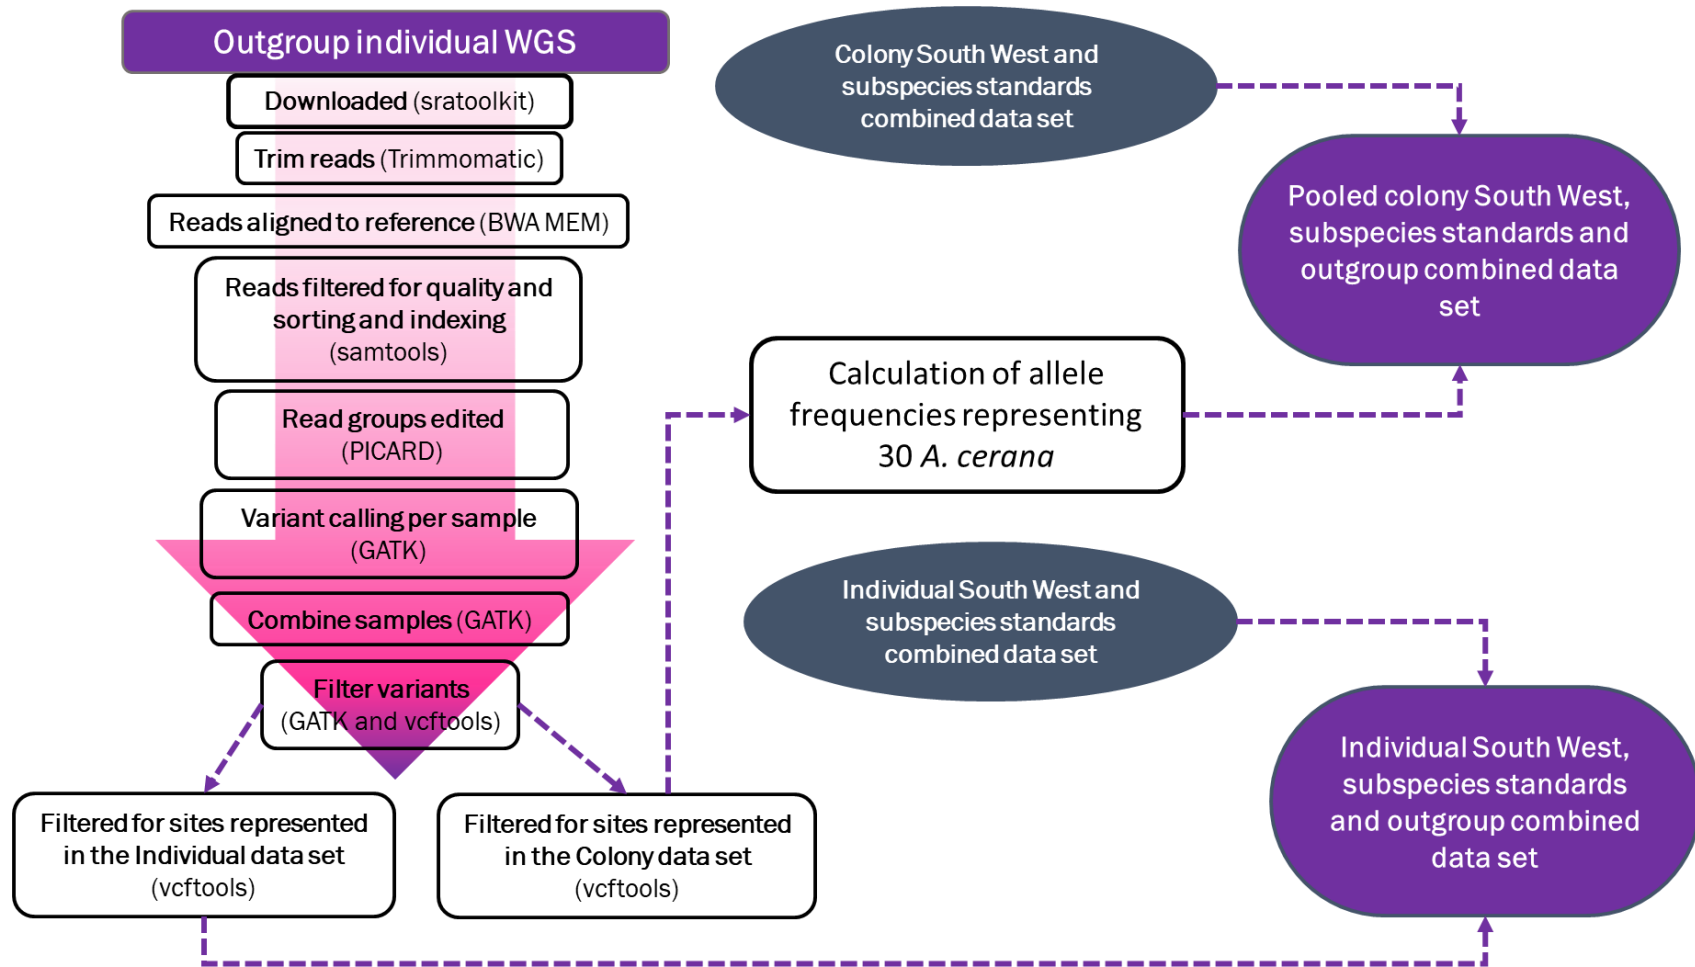 Outgroup individual WGS
Downloaded (sratoolkit)
Trim reads (Trimmomatic)
Reads aligned to reference (BWA MEM)
Reads filtered for quality and
sorting and indexing
(samtools)
Read groups edited
(PICARD)
Variant calling per sample
(GATK)
Combine samples (GATK)
Filter variants
(GATK and vcftools)
Filtered for sites represented
in the Individual data set
(vcftools)
Filtered for sites represented
in the Colony data set
(vcftools)
Colony South West and
subspecies standards
combined data set
Calculation of allele
frequencies representing
30 A. cerana
Pooled colony South West,
subspecies standards and
outgroup combined data
set
Individual South West and
subspecies standards
combined data set
Individual South West,
subspecies standards
and outgroup combined
data set